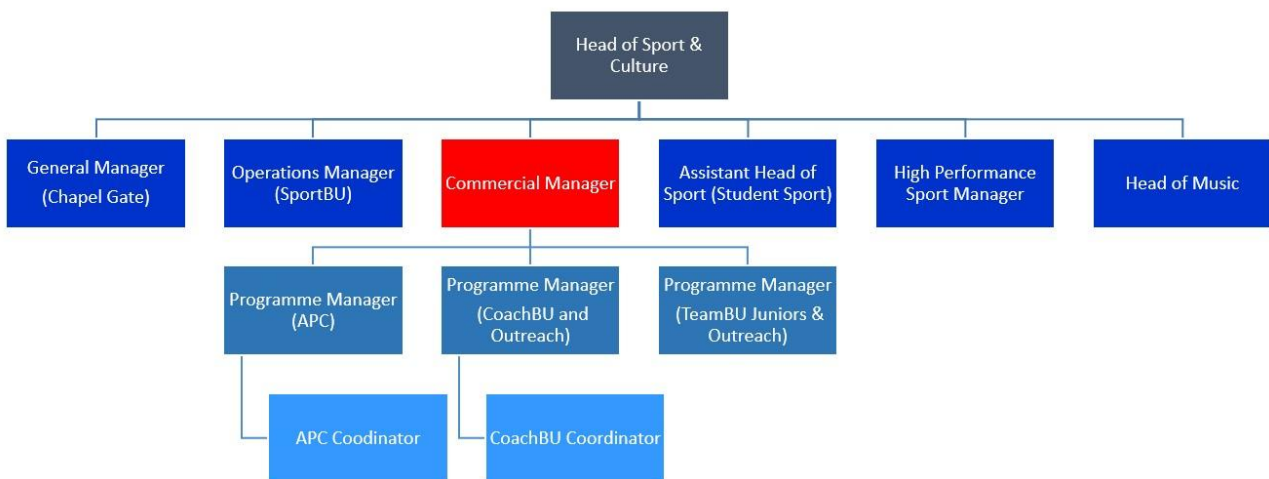 Head of Sport &
Culture
General Manager
(Chapel Gate)
Operations Manager
(SportBU)
Commercial Manager
Assistant Head of
Sport (Student Sport)
High Performance
Sport Manager
Head of Music
Programme Manager
(APC)
Programme Manager
(CoachBU and
Outreach)
Programme Manager
(TeamBU Juniors &
Outreach)
APC Coodinator
CoachBU Coordinator